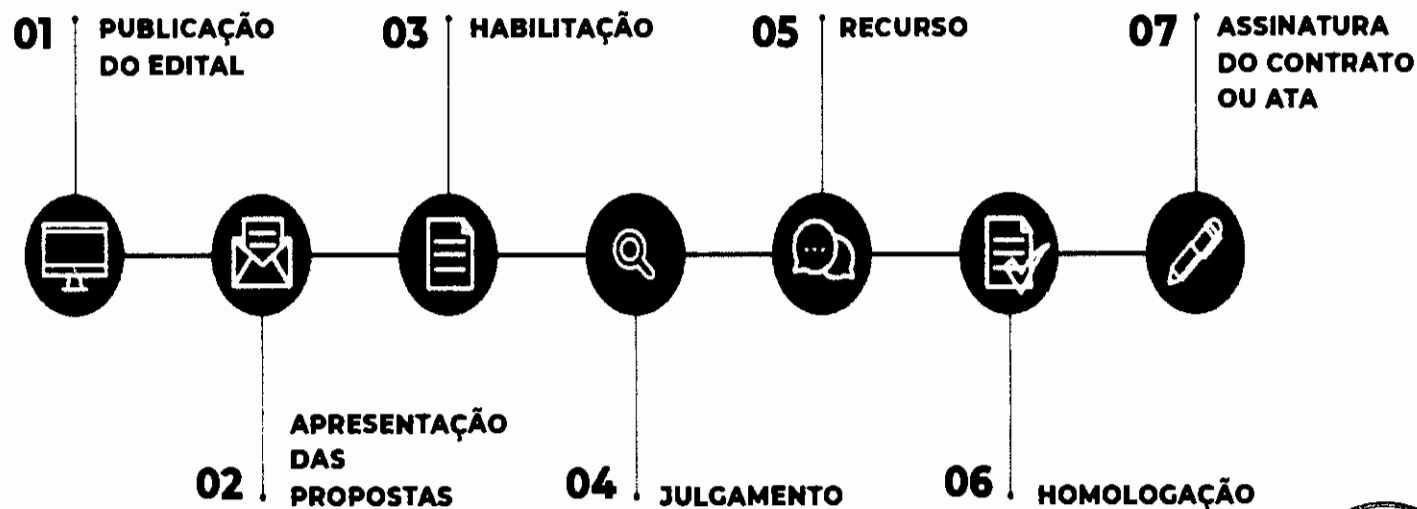 01 PUBLICAÇÃO
DO EDITAL
02 APRESENTAÇÃO
DAS
PROPOSTAS
03 HABILITAÇÃO
04 JULGAMENTO
05 RECURSO
06 HOMOLOGAÇÃO
07 ASSINATURA
DO CONTRATO
OU ATA